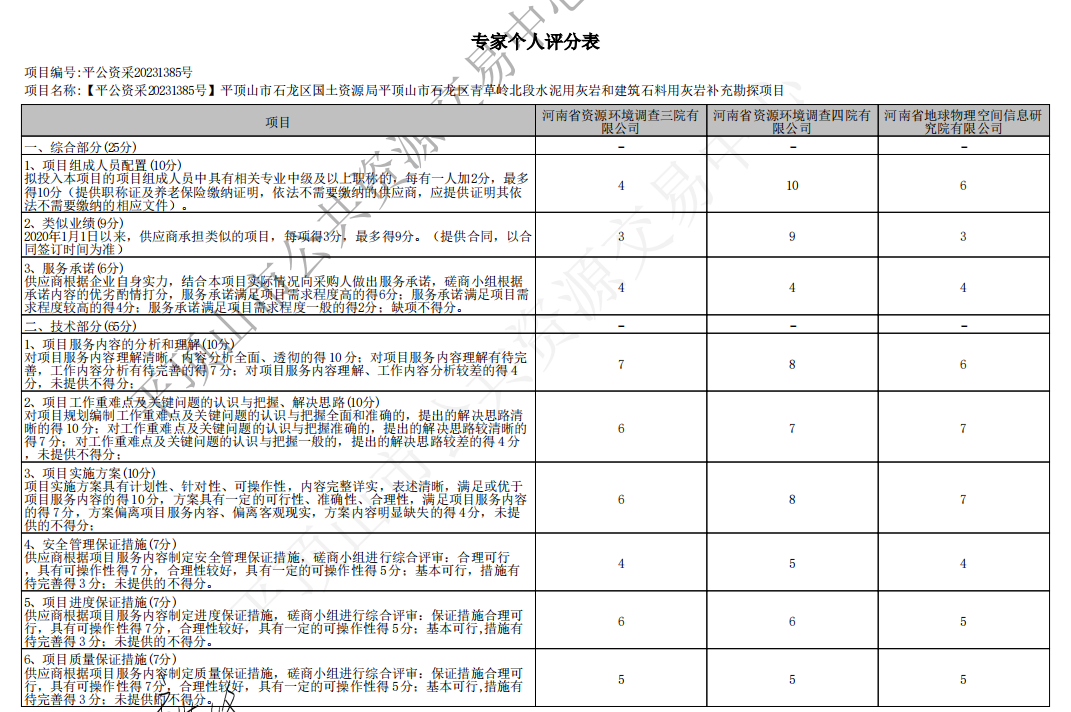 专家个人评分表
项目编号:平公资采20231385号
项目名称:【平公资采20231385号】平顶山市石龙区国土资源局平顶山市石龙区青草岭北段水泥用灰岩和建筑石料用灰岩补充勘探项目
项目
河南省资源环境调查三院有
限公司
河南省资源环境调查四院有
限公司
河南省地球物理空间信息研
究院有限公司
一、综合部分(25分)
-
-
-
1、项目组成人员配置(10分)
拟投入本项目的项目组成人员中具有相关专业中级及以上职称的，每有一人加2分，最多
得10分（提供职称证及养老保险缴纳证明，依法不需要缴纳的供应商，应提供证明其依
法不需要缴纳的相应文件）。
4
10
6
2、类似业绩(9分)
2020年1月1日以来，供应商承担类似的项目，每项得3分，最多得9分。（提供合同，以合
同签订时间为准）
3
9
3
3、服务承诺(6分)
供应商根据企业自身实力，结合本项目实际情况向采购人做出服务承诺，磋商小组根据
承诺内容的优劣酌情打分，服务承诺满足项目需求程度高的得6分；服务承诺满足项目需
求程度较高的得4分；服务承诺满足项目需求程度一般的得2分；缺项不得分。
4
4
4
二、技术部分(65分)
-
-
-
1、项目服务内容的分析和理解(10分)
对项目服务内容理解清晰，内容分析全面、透彻的得 10 分；对项目服务内容理解有待完
善，工作内容分析有待完善的得 7 分；对项目服务内容理解、工作内容分析较差的得 4
分，未提供不得分；
7
8
6
2、项目工作重难点及关键问题的认识与把握、解决思路(10分)
对项目规划编制工作重难点及关键问题的认识与把握全面和准确的，提出的解决思路清
晰的得 10 分；对工作重难点及关键问题的认识与把握准确的，提出的解决思路较清晰的
得 7 分；对工作重难点及关键问题的认识与把握一般的，提出的解决思路较差的得 4 分
，未提供不得分；
6
7
7
3、项目实施方案(10分)
项目实施方案具有计划性、针对性、可操作性，内容完整详实，表述清晰，满足或优于
项目服务内容的得 10 分，方案具有一定的可行性、准确性、合理性，满足项目服务内容
的得 7 分，方案偏离项目服务内容、偏离客观现实，方案内容明显缺失的得 4 分，未提
供的不得分；
6
8
7
4、安全管理保证措施(7分)
供应商根据项目服务内容制定安全管理保证措施，磋商小组进行综合评审：合理可行
，具有可操作性得 7 分，合理性较好，具有一定的可操作性得 5 分；基本可行，措施有
待完善得 3 分；未提供的不得分。
4
5
4
5、项目进度保证措施(7分)
供应商根据项目服务内容制定进度保证措施，磋商小组进行综合评审：保证措施合理可
行，具有可操作性得 7分，合理性较好，具有一定的可操作性得 5 分；基本可行,措施有
待完善得 3 分；未提供的不得分。
6
6
5
6、项目质量保证措施(7分)
供应商根据项目服务内容制定质量保证措施，磋商小组进行综合评审：保证措施合理可
行，具有可操作性得 7分，合理性较好，具有一定的可操作性得 5 分；基本可行,措施有
待完善得 3 分；未提供的不得分。
5
5
5
平顶山市公共资源交易中心
平顶山市公共资源交易中心